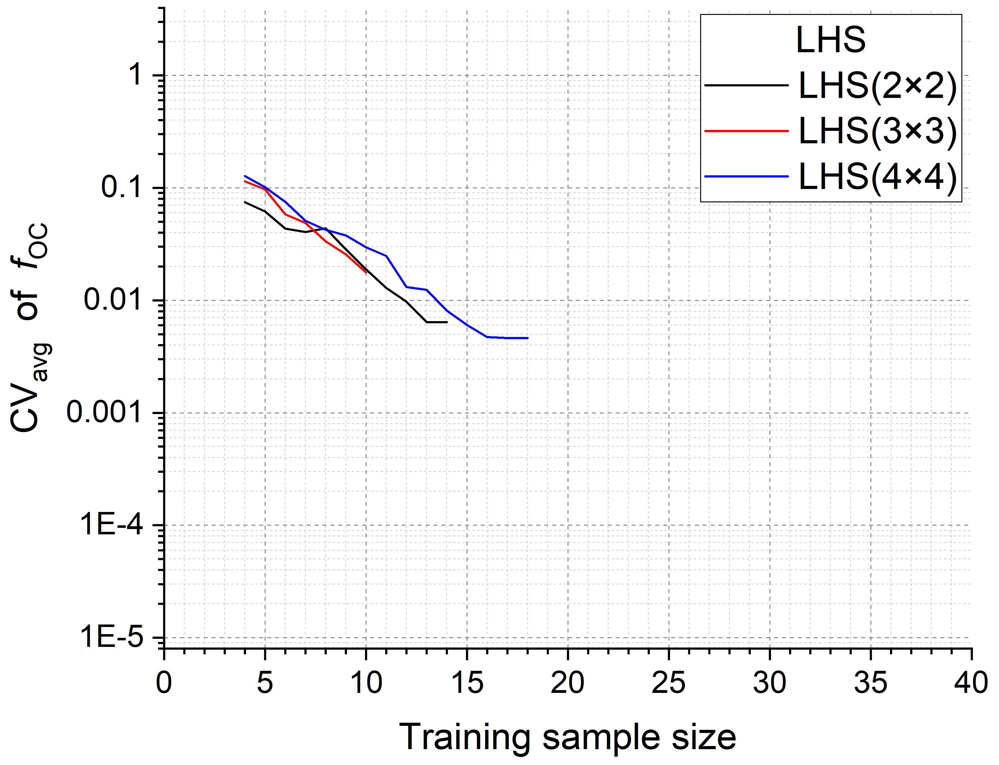 LHS
LHS(2×2)
LHS(3×3)
LHS(4×4)
1
0.1
0.01
0.001
1E-4
1E-5
CVavg of fOC
0 5 10 15 20 25 30 35 40
Training sample size